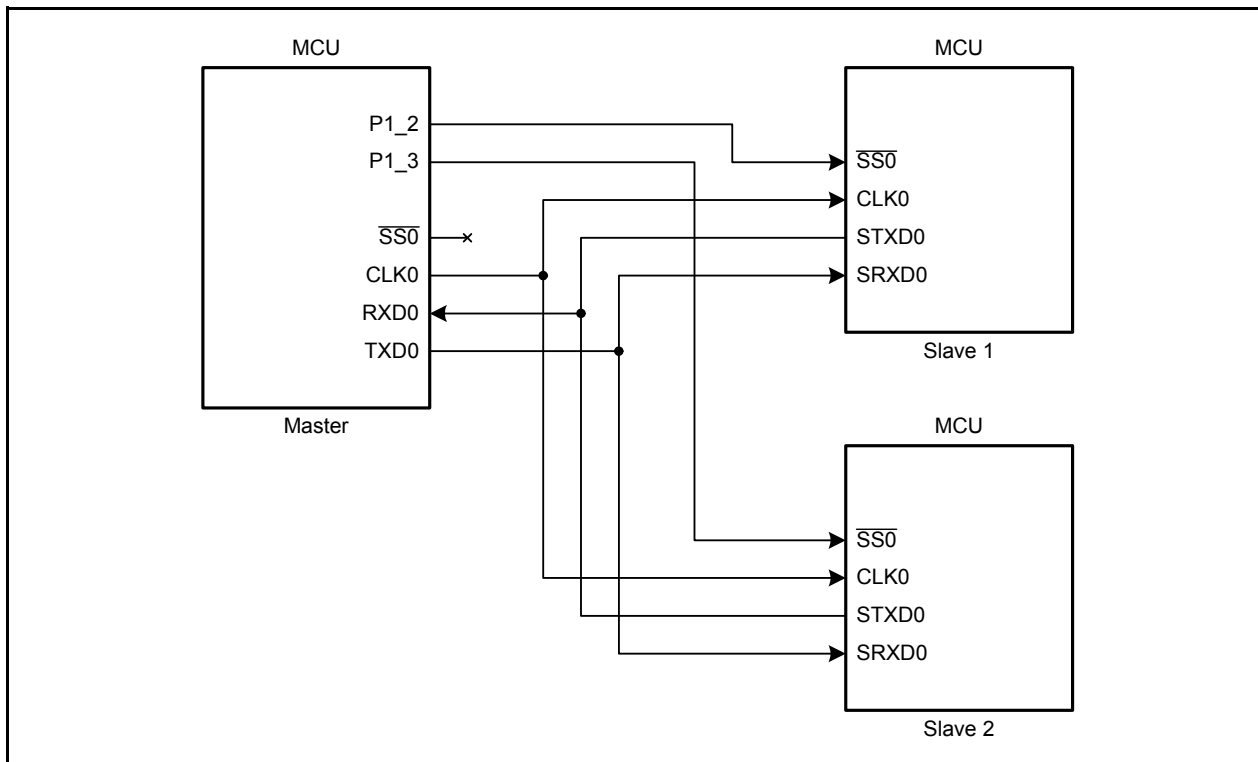 MCU
P1_2
P1_3
SS0
CLK0
RXD0
TXD0
Master
MCU
SS0
CLK0
STXD0
SRXD0
Slave 1
MCU
SS0
CLK0
STXD0
SRXD0
Slave 2